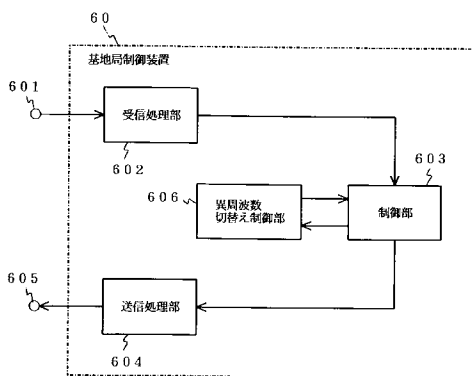 ６０
基地局制御装置
６０１
受信処理部
６０２
６０３
制御部
６０６
異周波数
切替え制御部
６０５
送信処理部
６０４